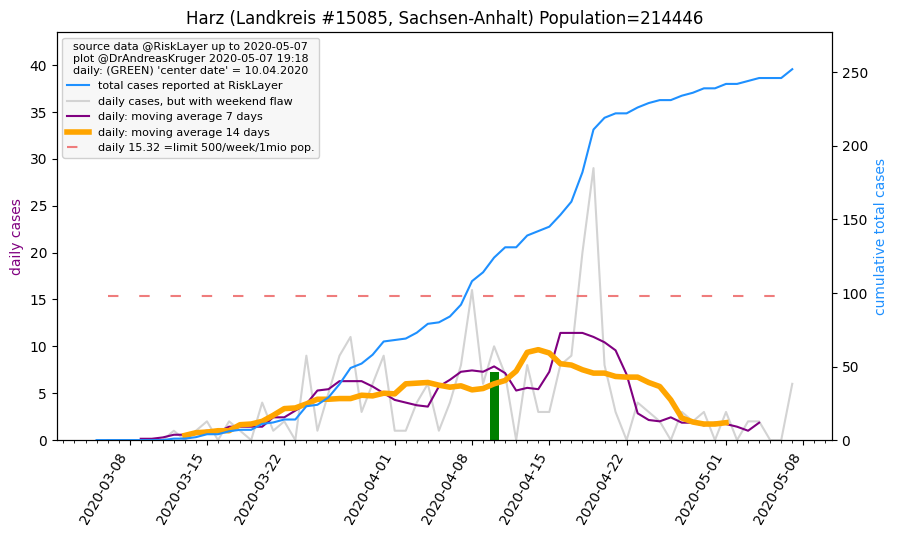 Harz (Landkreis #15085, Sachsen-Anhalt) Population=214446
source data @RiskLayer up to 2020-05-07
plot @DrAndreasKruger 2020-05-07 19:18
daily: (GREEN) 'center date' = 10.04.2020
total cases reported at RiskLayer
daily cases, but with weekend flaw
daily: moving average 7 days
daily: moving average 14 days
daily 15.32 =limit 500/week/1mio pop.
daily cases
40
35
30
25
20
15
10
5
0
cumulative total cases
250
200
150
100
50
0
2020-03-08
2020-03-15
2020-03-22
2020-04-01
2020-04-08
2020-04-15
2020-04-22
2020-05-01
2020-05-08